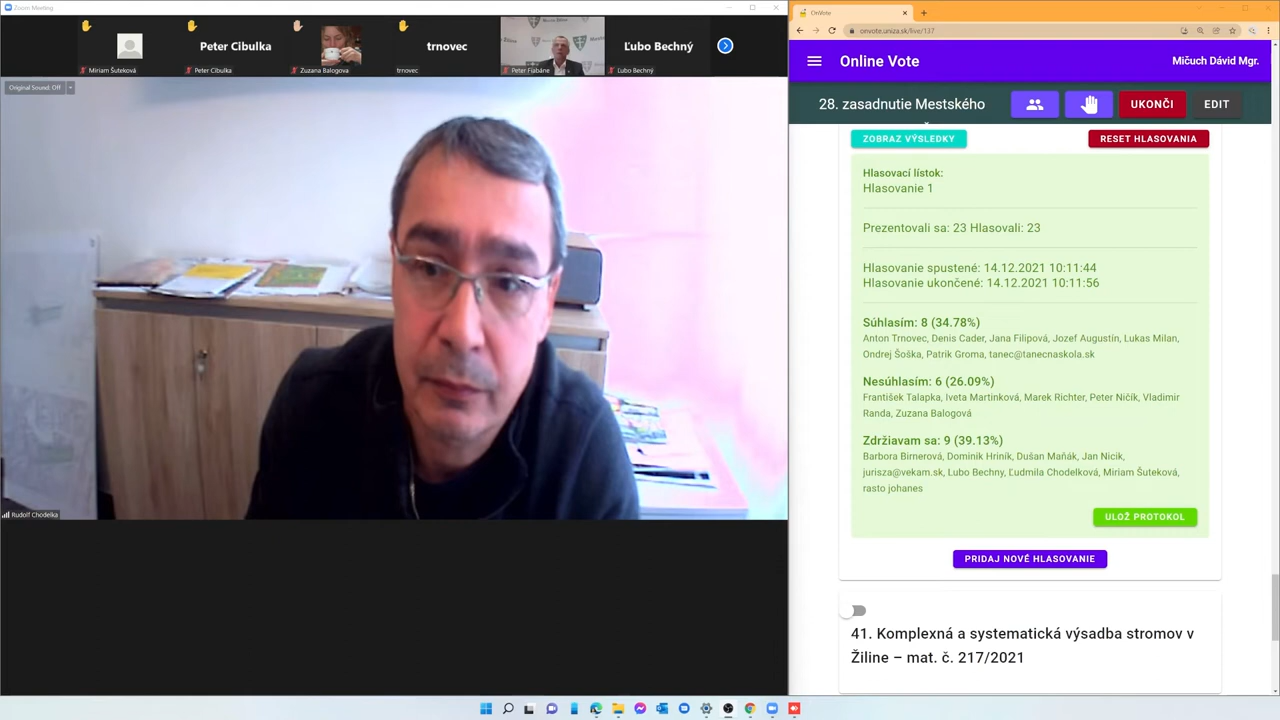 Zoom Meeting
Peter Cibulka
trnovec
Ľubo Bechný
Miriam Šuteková
Peter Cibulka
Zuzana Balogova
trnovec
Peter Fiabáne
Ľubo Bechný
Original Sound: Off
Rudolf Chodelka
OnVote
onvote.uniza.sk/live/137
Online Vote
Mičuch Dávid Mgr.
28. zasadnutie Mestského
UKONČI
EDIT
ZOBRAZ VÝSLEDKY
RESET HLASOVANIA
Hlasovací lístok:
Hlasovanie 1
Prezentovali sa: 23 Hlasovali: 23
Hlasovanie spustené: 14.12.2021 10:11:44
Hlasovanie ukončené: 14.12.2021 10:11:56
Súhlasím: 8 (34.78%)
Anton Trnovec, Denis Cader, Jana Filipová, Jozef Augustín, Lukas Milan,
Ondrej Šoška, Patrik Groma, tanec@tanecnaskola.sk
Nesúhlasím: 6 (26.09%)
František Talapka, Iveta Martinková, Marek Richter, Peter Ničík, Vladimir
Randa, Zuzana Balogová
Zdržiavam sa: 9 (39.13%)
Barbora Birnerová, Dominik Hriník, Dušan Maňák, Jan Nicik,
jurisza@vekam.sk, Lubo Bechny, Ľudmila Chodelková, Miriam Šuteková,
rasto johanes
ULOŽ PROTOKOL
PRIDAJ NOVÉ HLASOVANIE
41. Komplexná a systematická výsadba stromov v
Žiline – mat. č. 217/2021